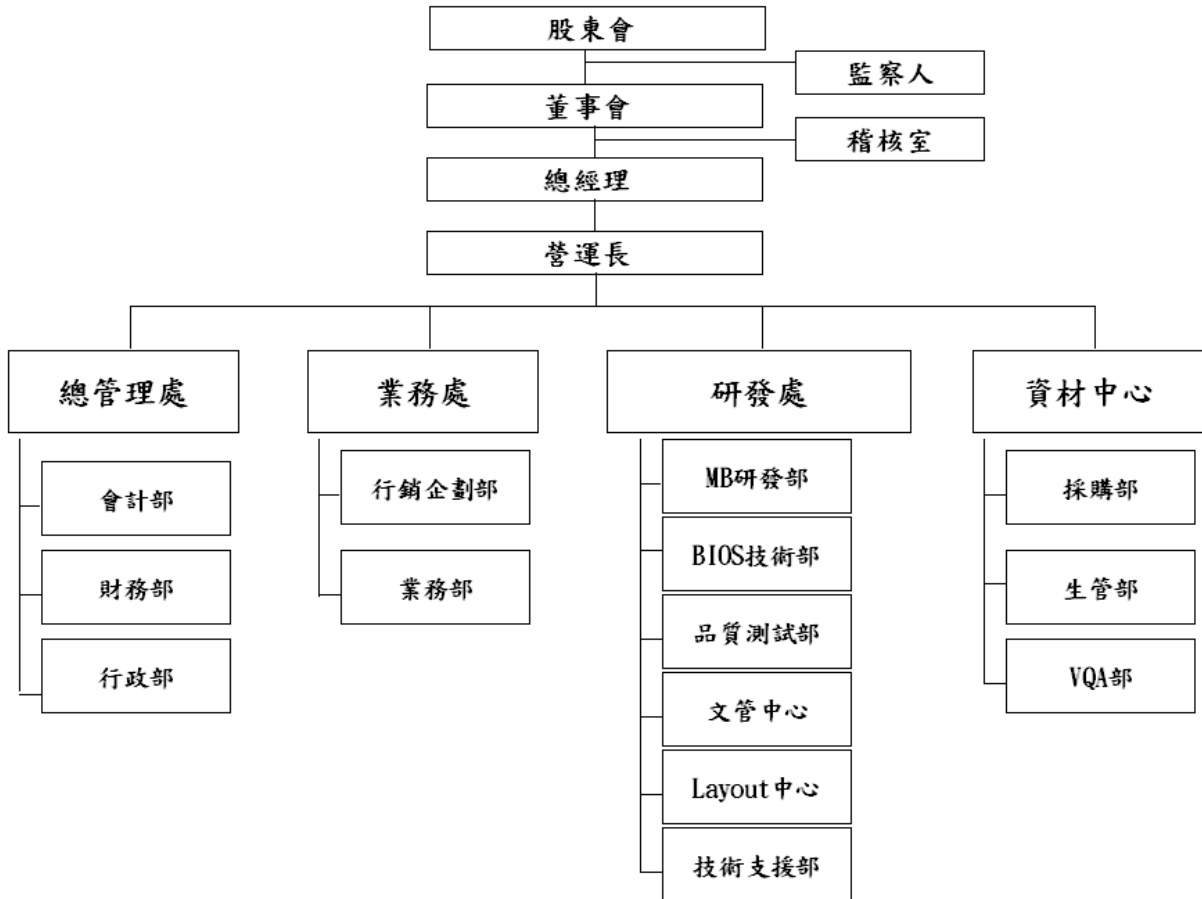 股東會
監察人
董事會
稽核室
總經理
營運長
總管理處
業務處
研發處
資材中心
會計部
財務部
行政部
行銷企劃部
業務部
MB研發部
BIOS技術部
品質測試部
文管中心
Layout中心
技術支援部
採購部
生管部
VQA部